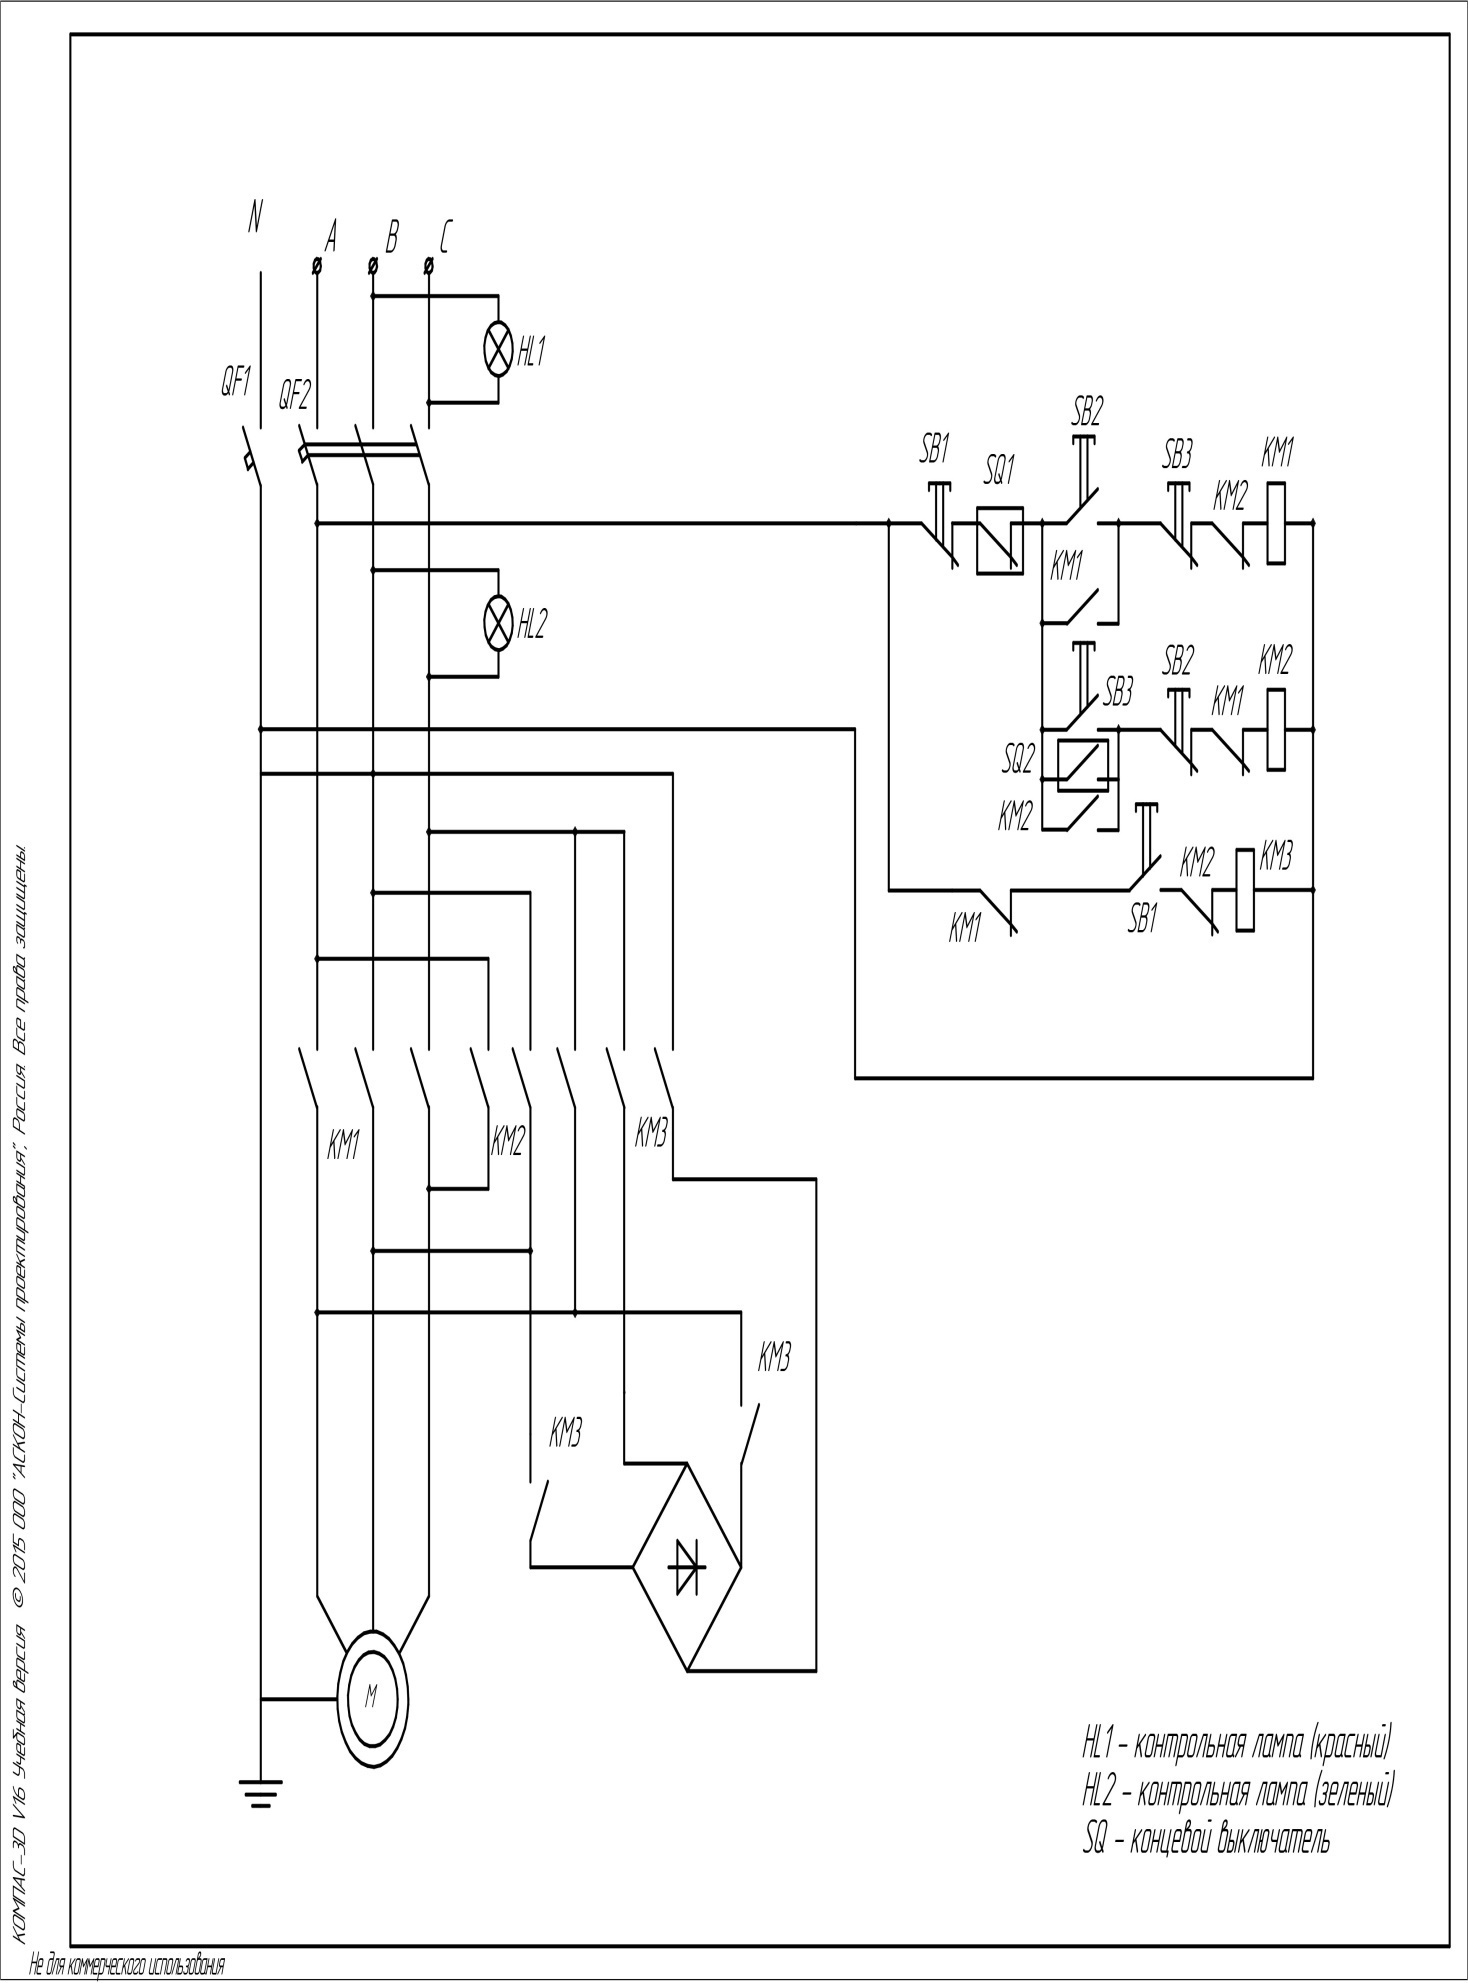 N
A
B
C
HL1
QF1
QF2
SB2
SB1
SQ1
SB3
KM2
KM1
KM1
HL2
SB3
SB2
KM1
KM2
SQ2
KM2
KM1
SB1
KM2
KM3
KM1
KM2
KM3
KM3
KM3
M
HL1 - контрольная лампа (красный)
HL2 - контрольная лампа (зеленый)
SQ - концевой выключатель
КОМПАС-3D V16 Учебная версия © 2015 ООО "АСКОН-Системы проектирования", Россия. Все права защищены.
Не для коммерческого использования